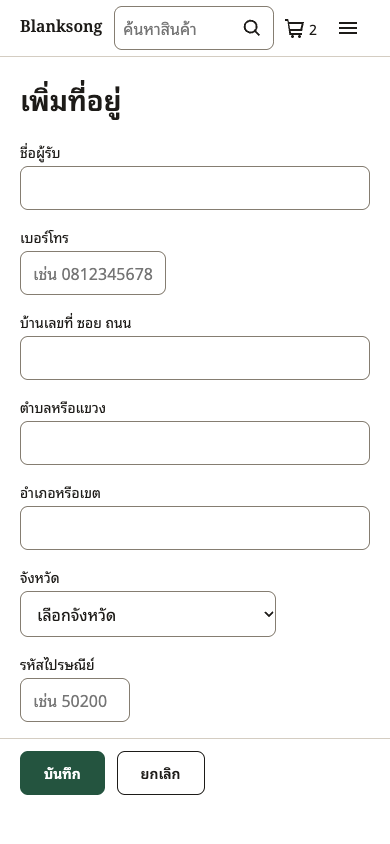 Blanksong
ค้นหาสินค้า
2
เพิ่มที่อยู่
ชื่อผู้รับ
เบอร์โทร
เช่น 0812345678
บ้านเลขที่ ซอย ถนน
ตำบลหรือแขวง
อำเภอหรือเขต
จังหวัด
เลือกจังหวัด
รหัสไปรษณีย์
เช่น 50200
บันทึก
ยกเลิก